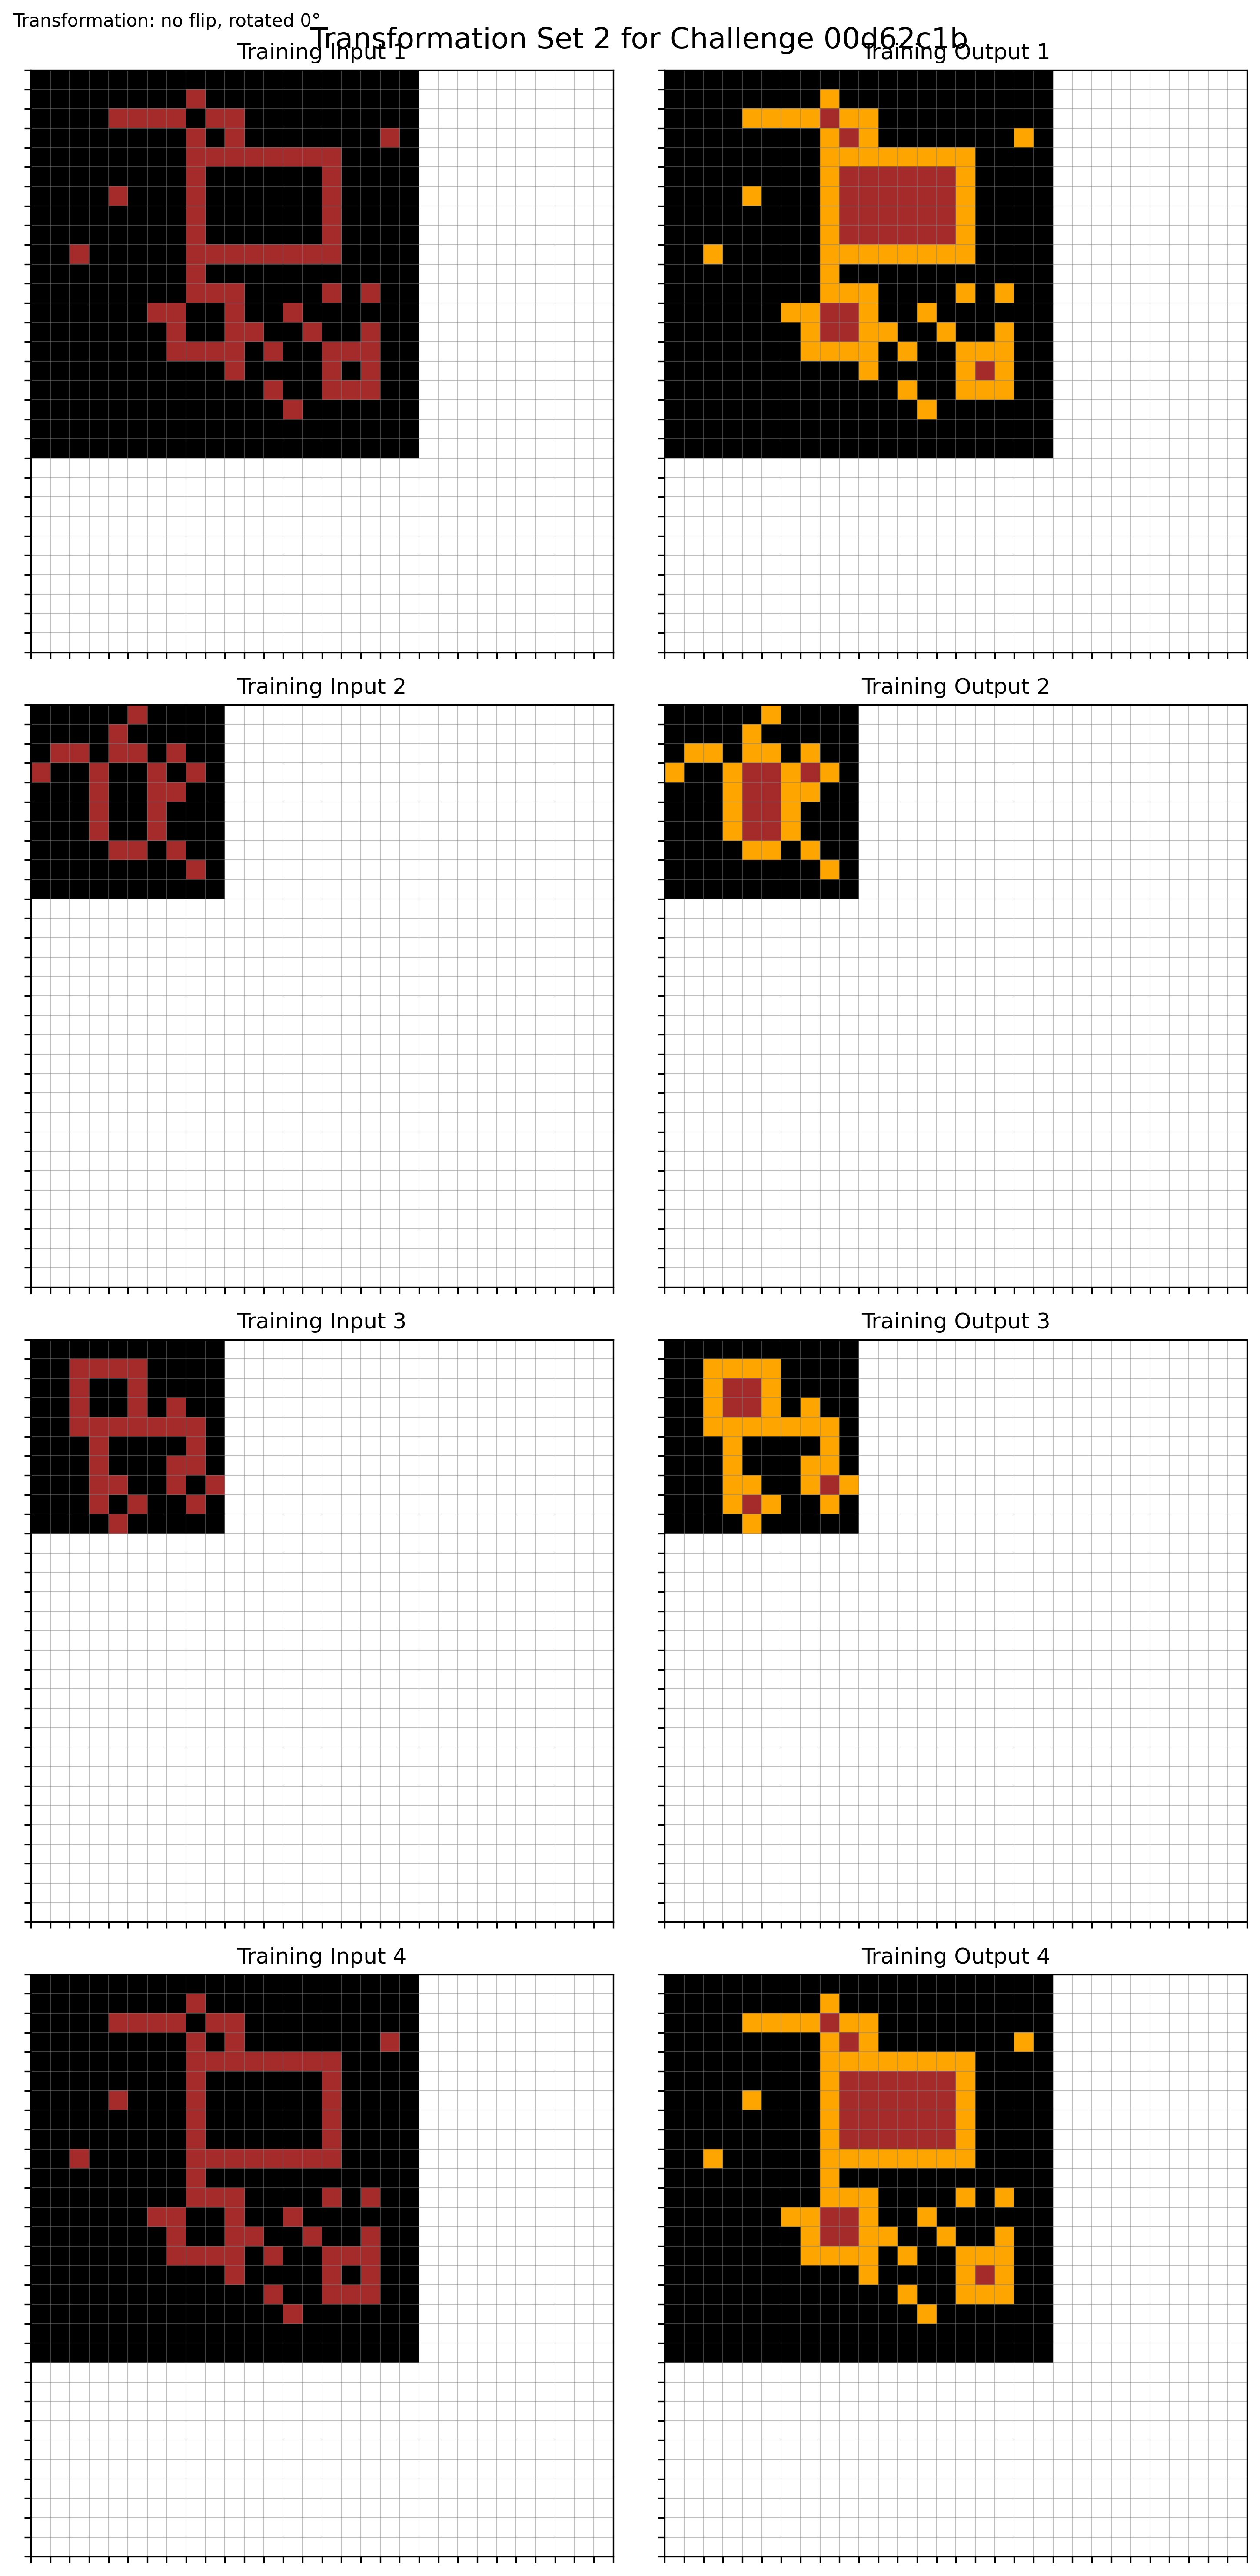 Transformation: no flip, rotated 0°
Transformation Set 2 for Challenge 00d62c1b
Training Input 1
Training Output 1
Training Input 2
Training Output 2
Training Input 3
Training Output 3
Training Input 4
Training Output 4